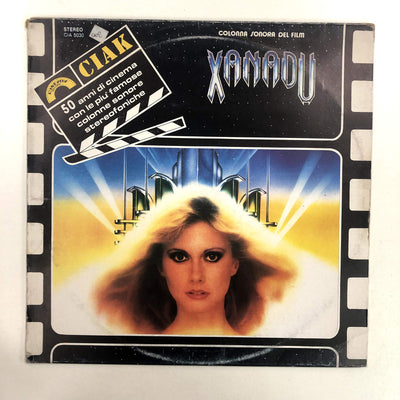 STEREO
CIA 5030
CIAK
50 anni di cinema
con le più famose
colonne sonore
stereofoniche
COLONNA SONORA DEL FILM
XANADU